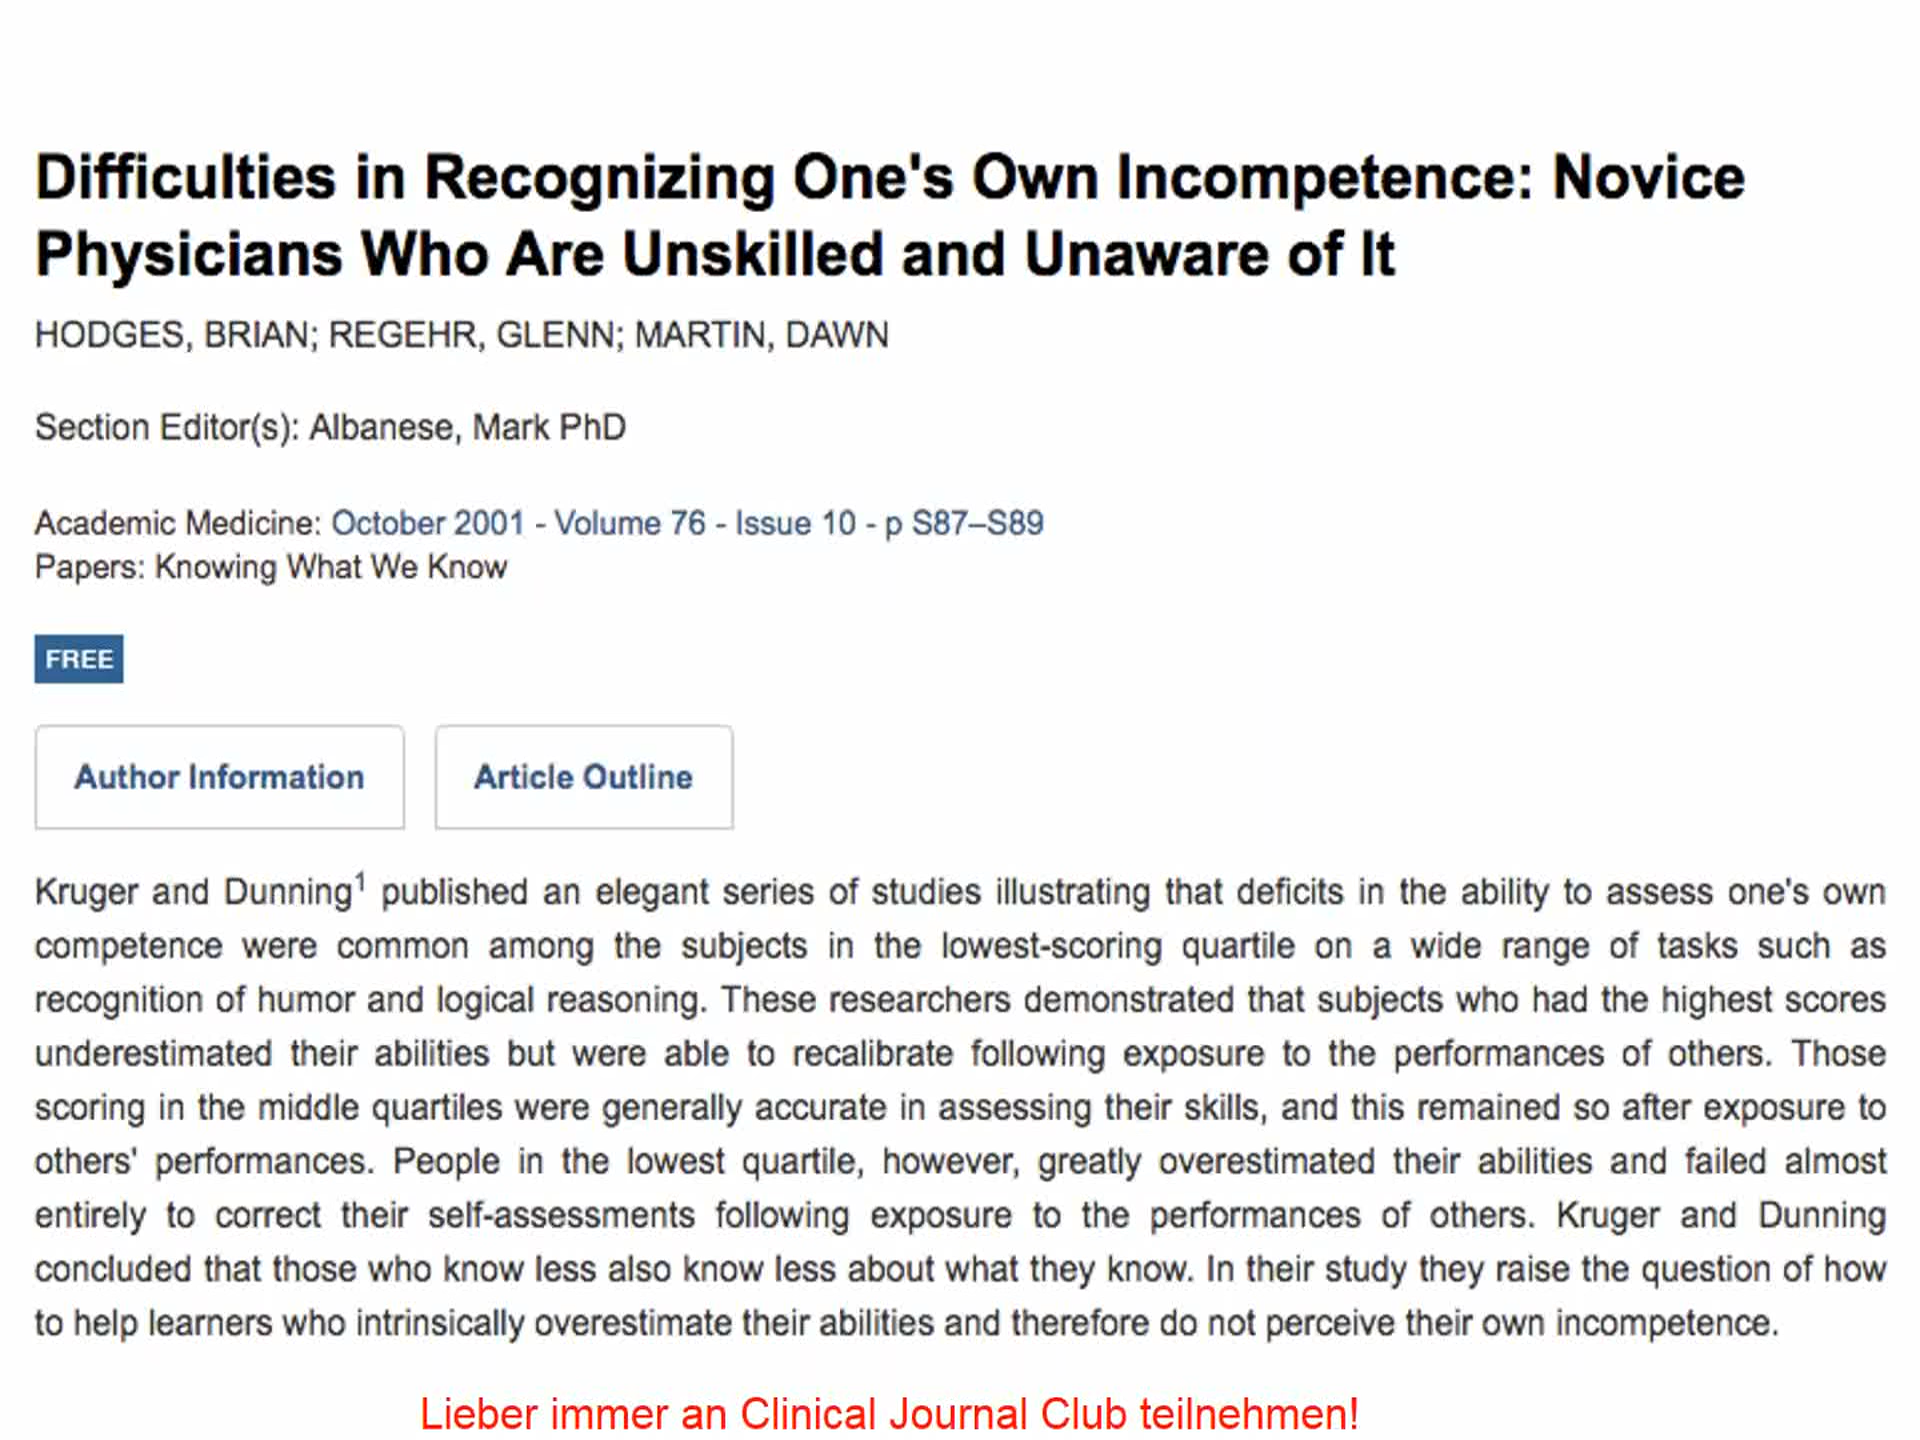 Difficulties in Recognizing One's Own Incompetence: Novice
Physicians Who Are Unskilled and Unaware of It
HODGES, BRIAN; REGEHR, GLENN; MARTIN, DAWN
Section Editor(s): Albanese, Mark PhD
Academic Medicine: October 2001 - Volume 76 - Issue 10 - p S87–S89
Papers: Knowing What We Know
FREE
Author Information
Article Outline
Kruger and Dunning¹ published an elegant series of studies illustrating that deficits in the ability to assess one's own
competence were common among the subjects in the lowest-scoring quartile on a wide range of tasks such as
recognition of humor and logical reasoning. These researchers demonstrated that subjects who had the highest scores
underestimated their abilities but were able to recalibrate following exposure to the performances of others. Those
scoring in the middle quartiles were generally accurate in assessing their skills, and this remained so after exposure to
others' performances. People in the lowest quartile, however, greatly overestimated their abilities and failed almost
entirely to correct their self-assessments following exposure to the performances of others. Kruger and Dunning
concluded that those who know less also know less about what they know. In their study they raise the question of how
to help learners who intrinsically overestimate their abilities and therefore do not perceive their own incompetence.
Lieber immer an Clinical Journal Club teilnehmen!